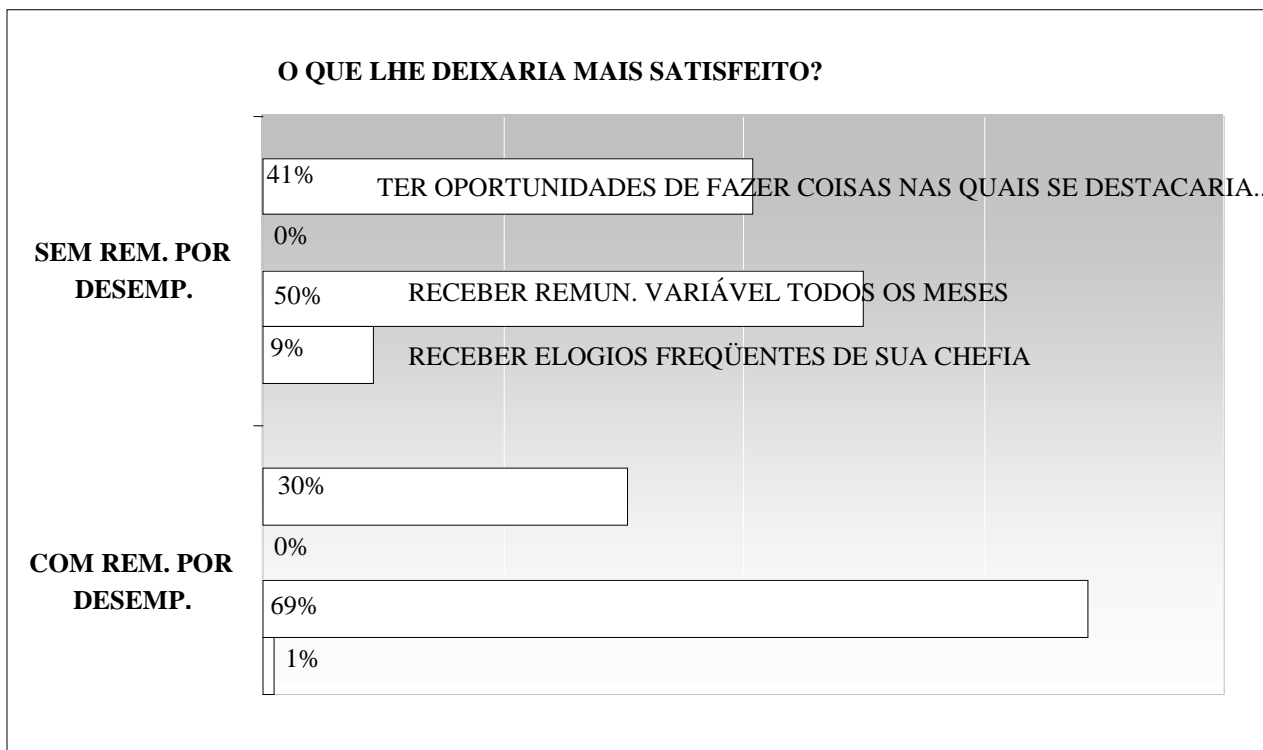 O QUE LHE DEIXARIA MAIS SATISFEITO?
41%
TER OPORTUNIDADES DE FAZER COISAS NAS QUAIS SE DESTACARIA..
0%
SEM REM. POR
DESEMP.
50%
RECEBER REMUN. VARIÁVEL TODOS OS MESES
9%
RECEBER ELOGIOS FREQÜENTES DE SUA CHEFIA
30%
0%
COM REM. POR
DESEMP.
69%
1%